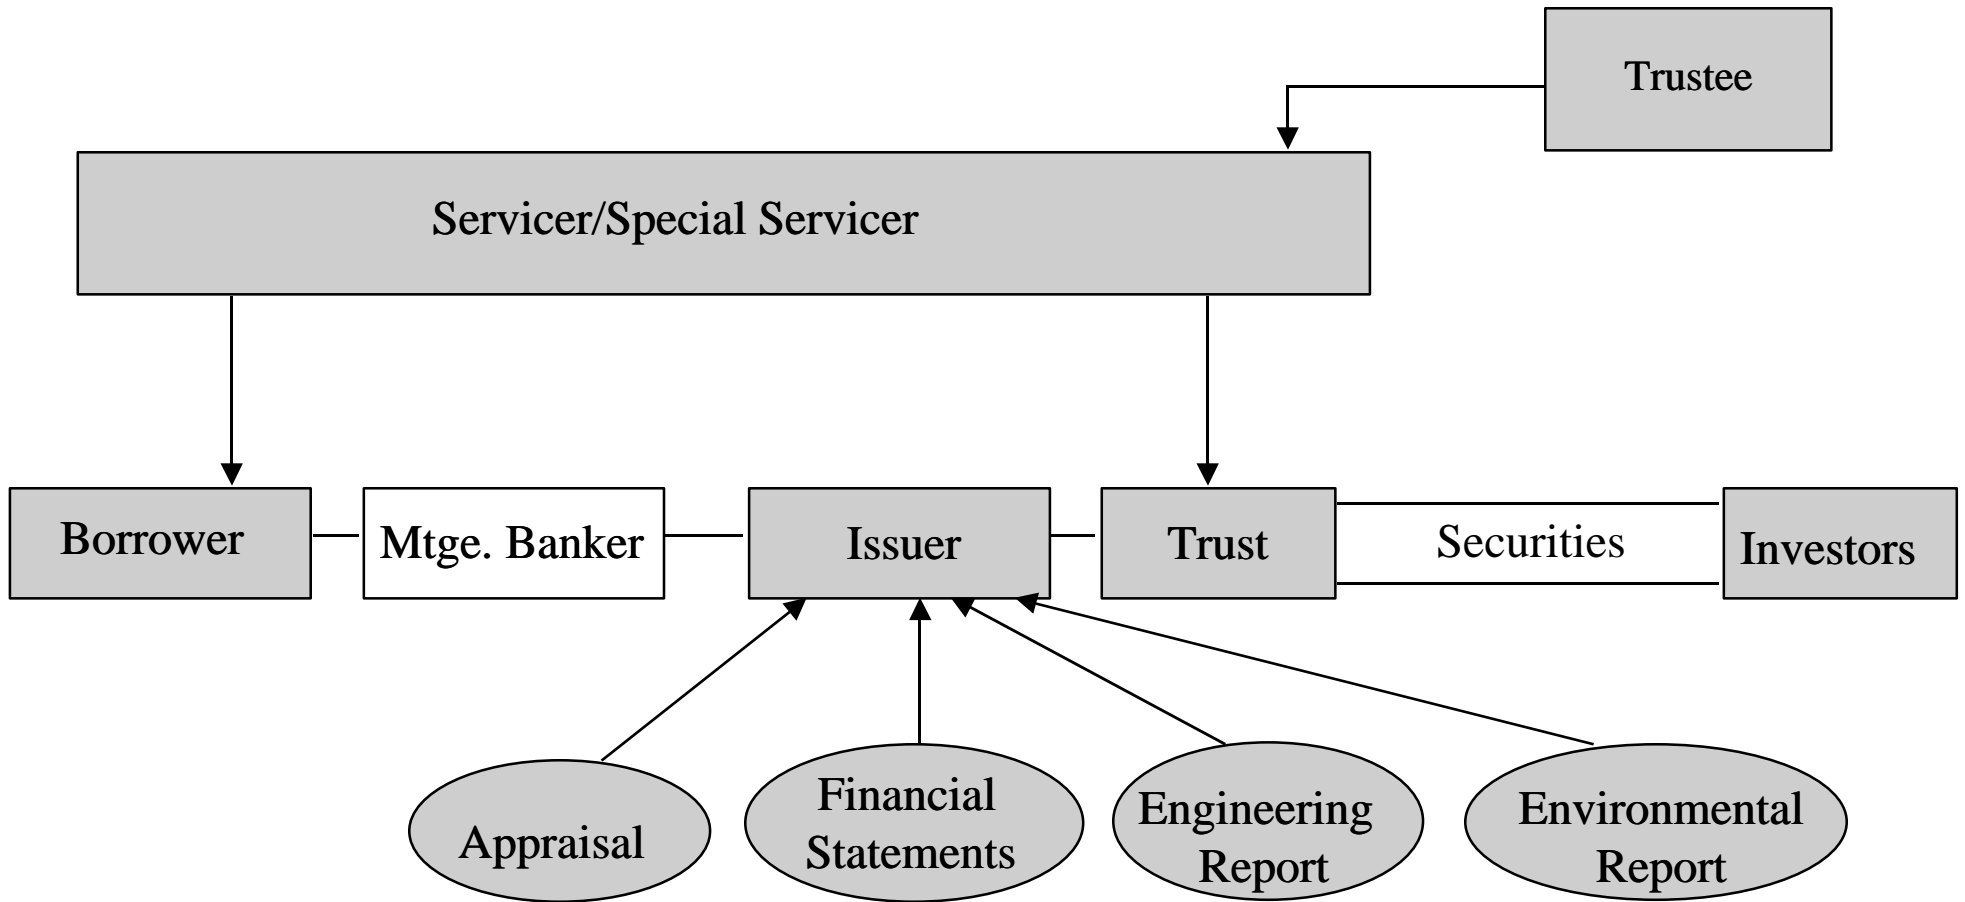 Trustee
Servicer/Special Servicer
Borrower
Mtge. Banker
Issuer
Trust
Securities
Investors
Appraisal
Financial
Statements
Engineering
Report
Environmental
Report